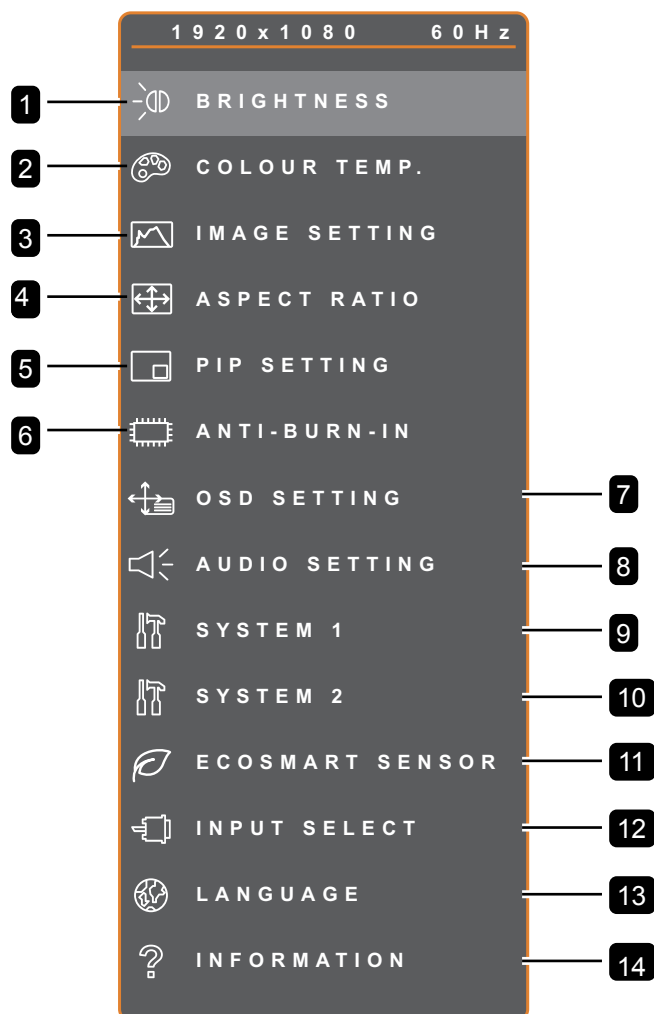 1920x1080 60Hz
1 BRIGHTNESS
2 COLOUR TEMP.
3 IMAGE SETTING
4 ASPECT RATIO
5 PIP SETTING
6 ANTI-BURN-IN
OSD SETTING 7
AUDIO SETTING 8
SYSTEM 1 9
SYSTEM 2 10
ECOSMART SENSOR 11
INPUT SELECT 12
LANGUAGE 13
? INFORMATION 14